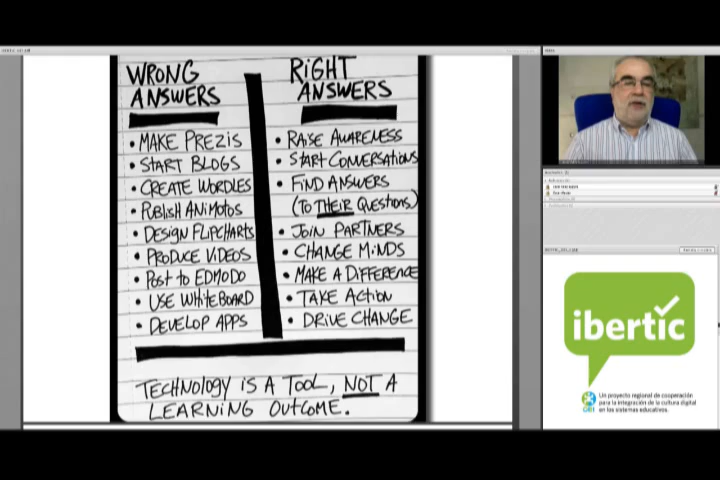 WRONG ANSWERS
• MAKE PREZIS
• START BLOGS
• CREATE WORDLES
• PUBLISH ANIMOTOS
• DESIGN FLIPCHARTS
• PRODUCE VIDEOS
• POST TO EDMODO
• USE WHITEBOARD
• DEVELOP APPS
RIGHT ANSWERS
• RAISE AWARENESS
• START CONVERSATIONS
• FIND ANSWERS
(TO THEIR QUESTIONS)
• JOIN PARTNERS
• CHANGE MINDS
• MAKE A DIFFERENCE
• TAKE ACTION
• DRIVE CHANGE
TECHNOLOGY IS A TOOL, NOT A
LEARNING OUTCOME.
ibertic
Un proyecto regional de cooperación
para la integración de la cultura digital
en los sistemas educativos.